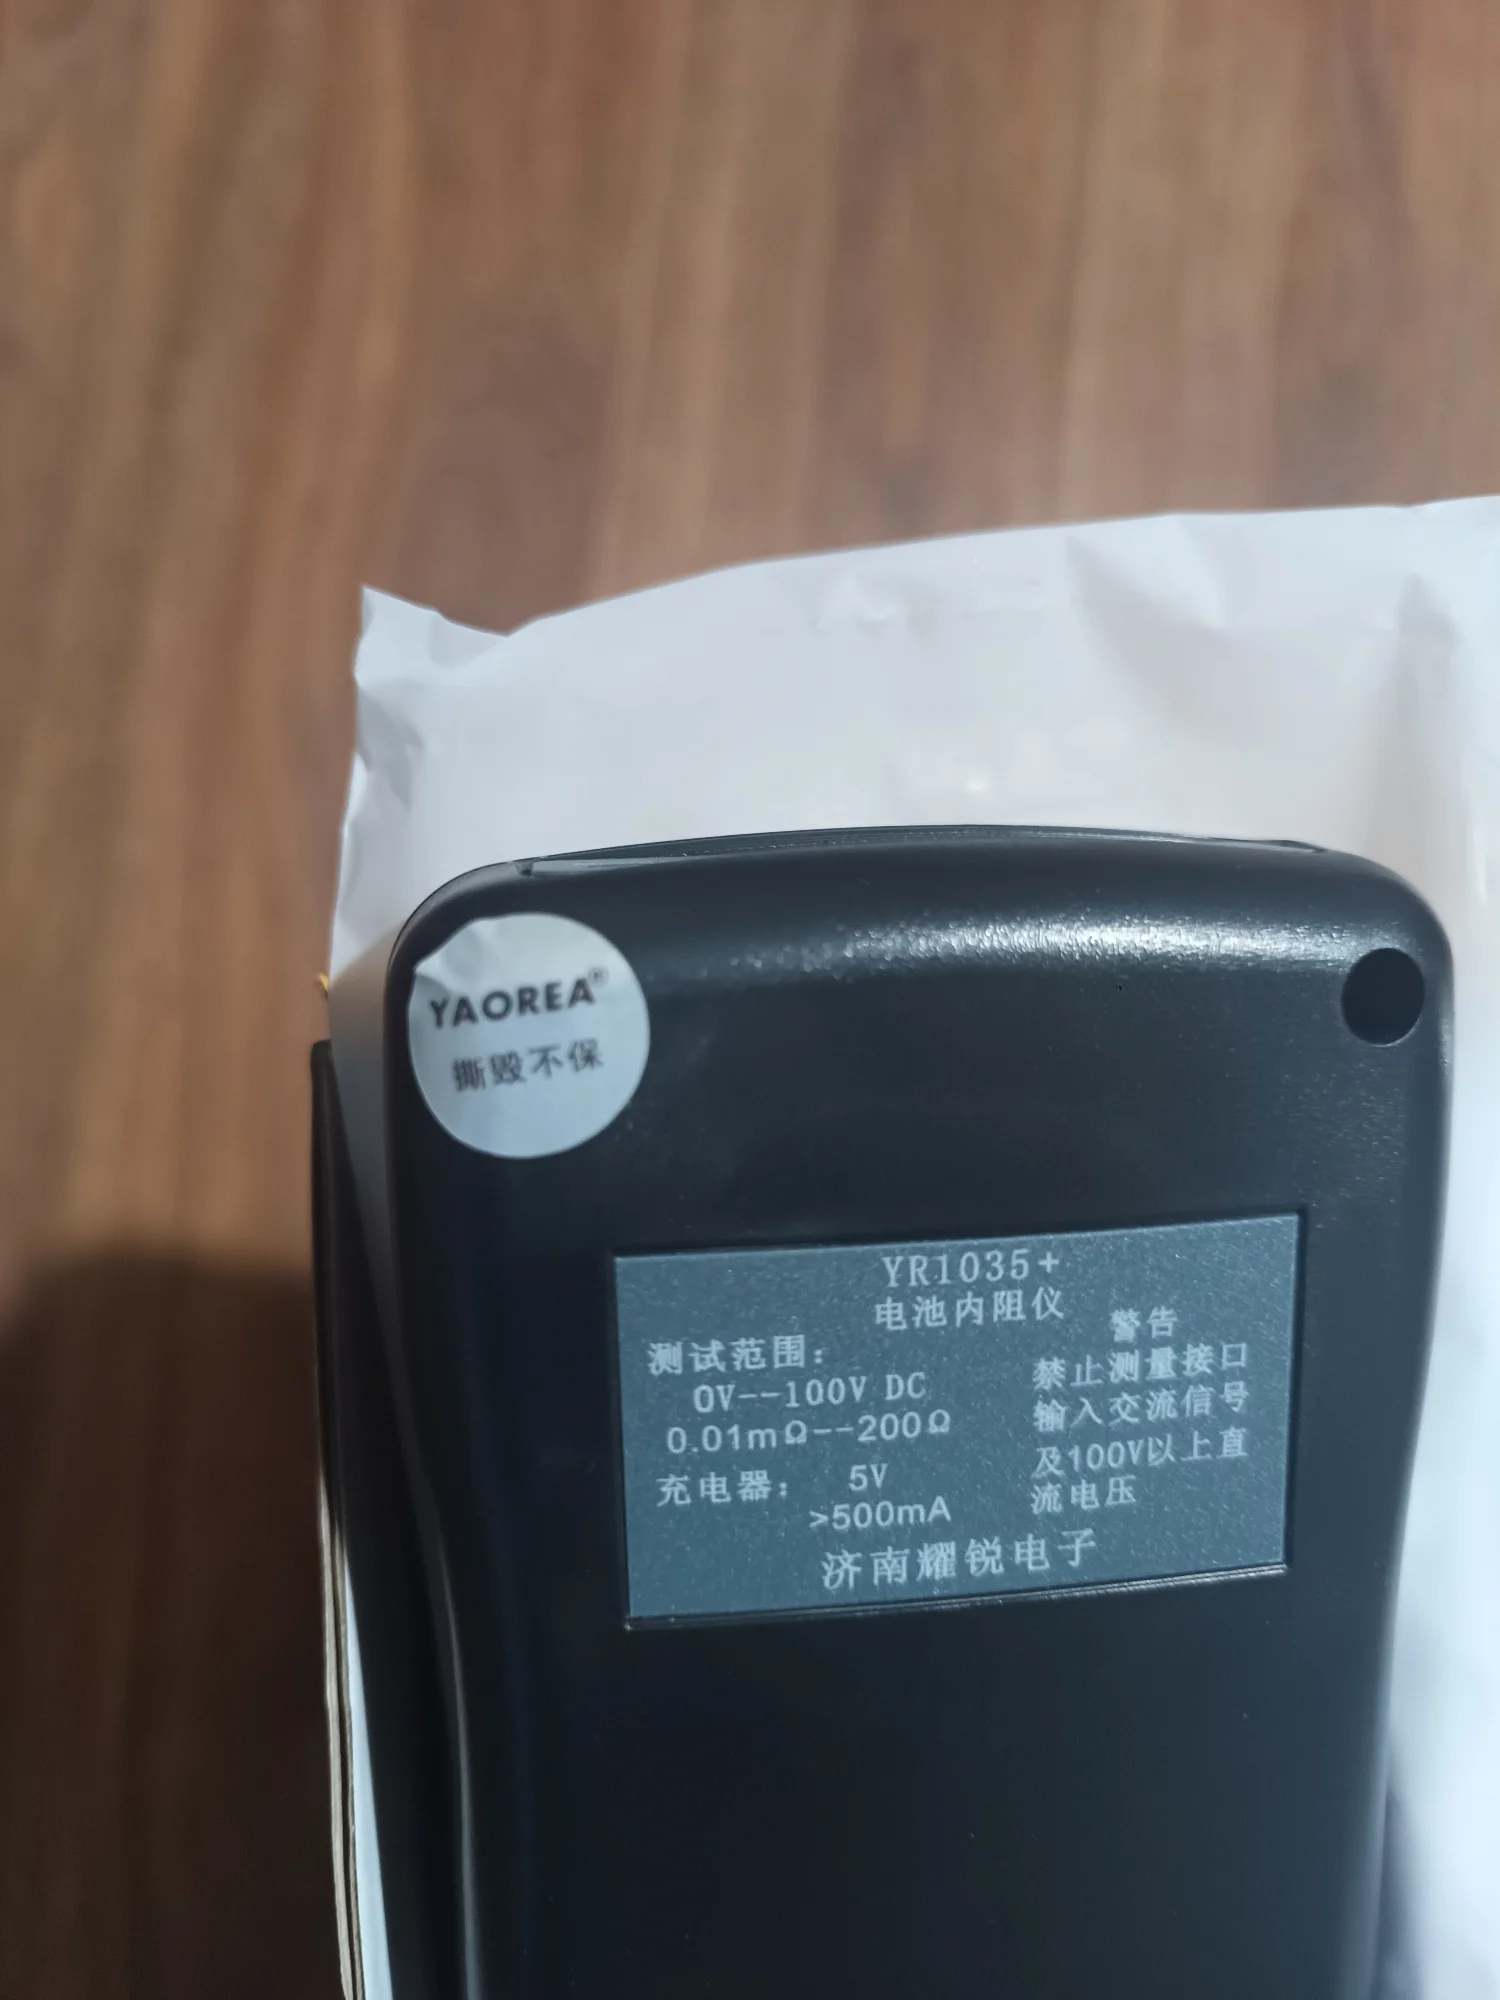 YAOREA®
撕毁不保
YR1035+
电池内阻仪
测试范围：
0V--100V DC
0.01mΩ--200Ω
充电器： 5V
>500mA
警告
禁止测量接口
输入交流信号
及100V以上直
流电压
济南耀锐电子